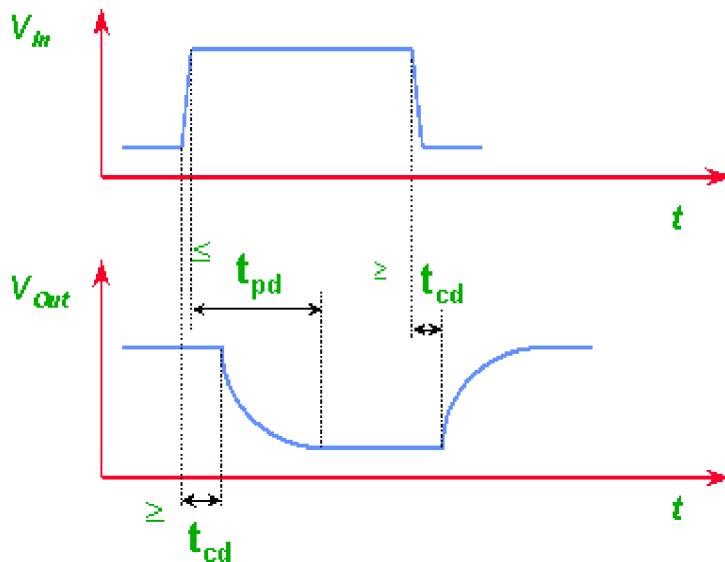 V_In
t
≤ t_pd
≥ t_cd
V_Out
t
≥ t_cd